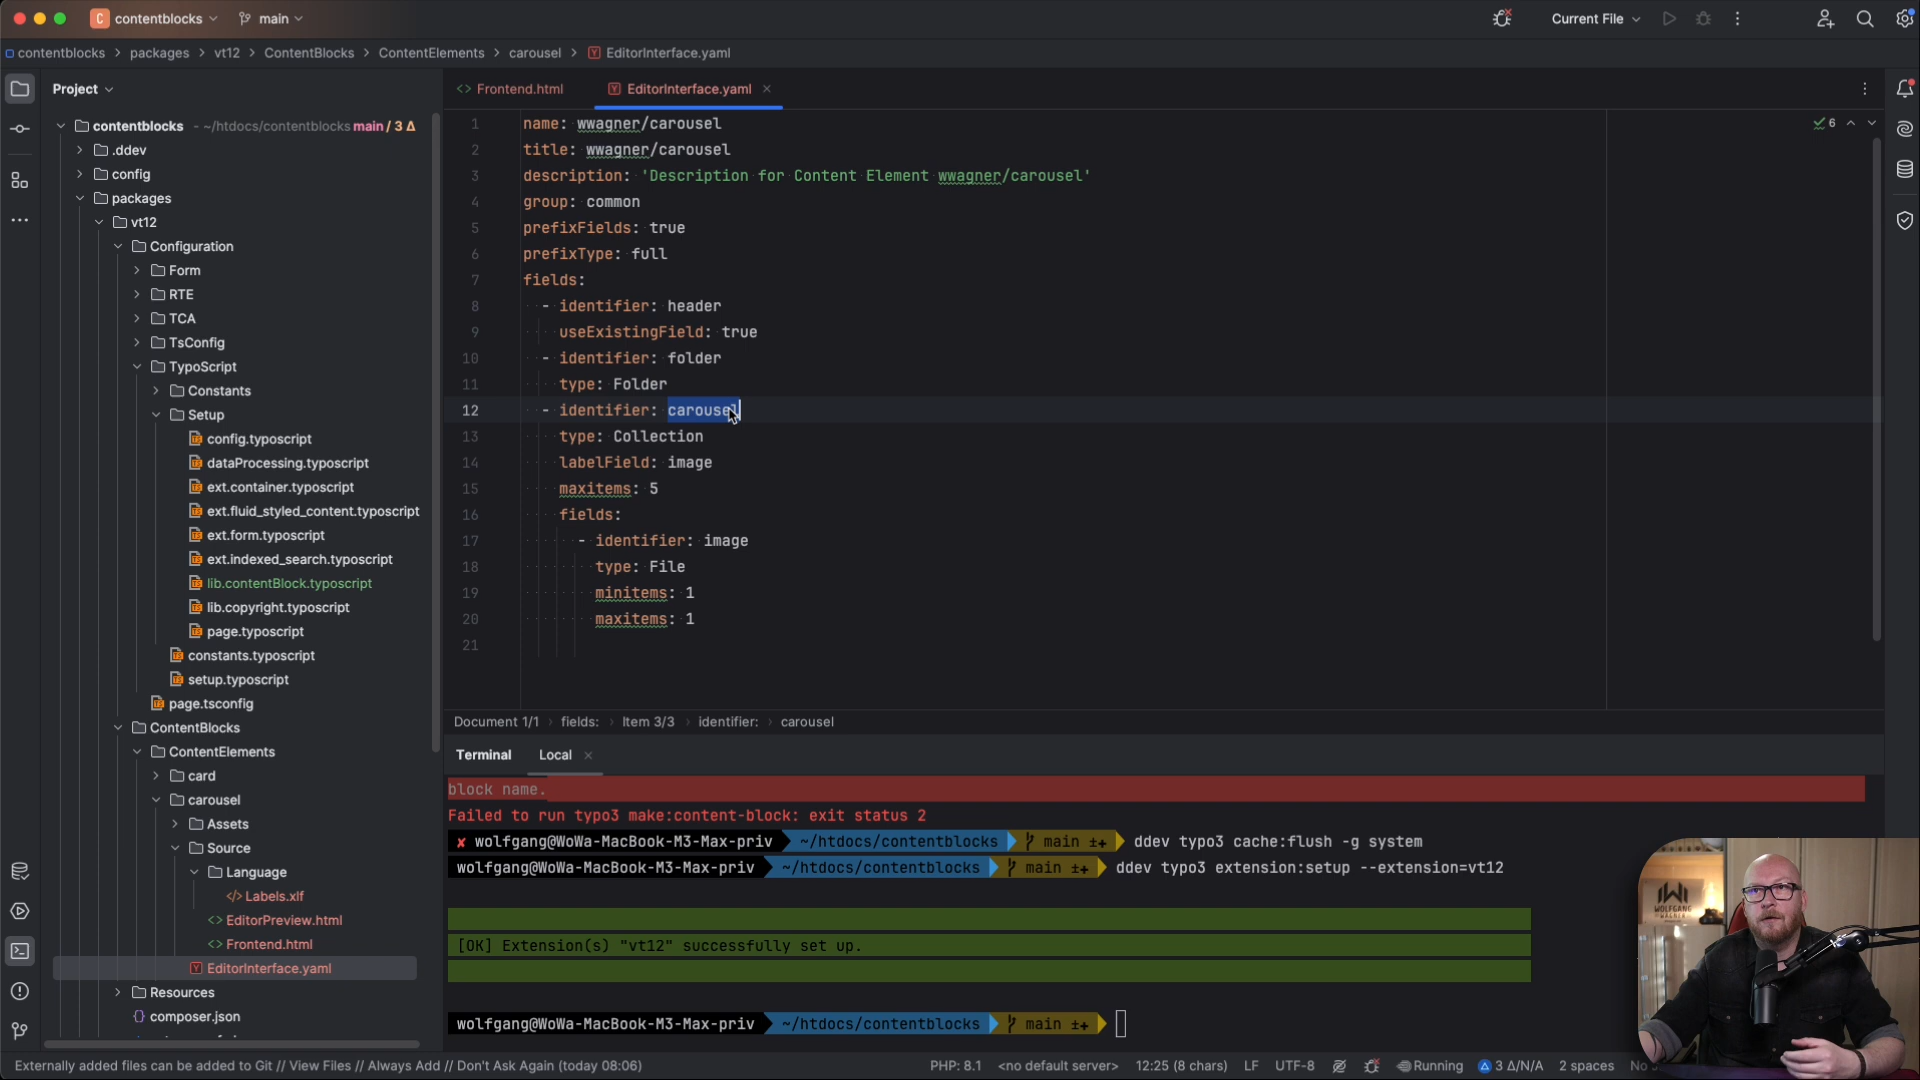 C contentblocks main
Current File
contentblocks packages vt12 ContentBlocks ContentElements carousel EditorInterface.yaml
Project
<> Frontend.html
EditorInterface.yaml
contentblocks - ~/htdocs/contentblocks main / 3 Δ
.ddev
config
packages
vt12
Configuration
Form
RTE
TCA
TsConfig
TypoScript
Constants
Setup
config.typoscript
dataProcessing.typoscript
ext.container.typoscript
ext.fluid_styled_content.typoscript
ext.form.typoscript
ext.indexed_search.typoscript
lib.contentBlock.typoscript
lib.copyright.typoscript
page.typoscript
constants.typoscript
setup.typoscript
page.tsconfig
ContentBlocks
ContentElements
card
carousel
Assets
Source
Language
</> Labels.xlf
<> EditorPreview.html
<> Frontend.html
EditorInterface.yaml
Resources
{} composer.json
6
1 name: wwagner/carousel
2 title: wwagner/carousel
3 description: 'Description for Content Element wwagner/carousel'
4 group: common
5 prefixFields: true
6 prefixType: full
7 fields:
8 - identifier: header
9 useExistingField: true
10 - identifier: folder
11 type: Folder
12 - identifier: carousel
13 type: Collection
14 labelField: image
15 maxitems: 5
16 fields:
17 - identifier: image
18 type: File
19 minitems: 1
20 maxitems: 1
21
Document 1/1 fields: Item 3/3 identifier: carousel
Terminal Local
block name.
Failed to run typo3 make:content-block: exit status 2
✘ wolfgang@WoWa-MacBook-M3-Max-priv ~/htdocs/contentblocks main ±+ ddev typo3 cache:flush -g system
wolfgang@WoWa-MacBook-M3-Max-priv ~/htdocs/contentblocks main ±+ ddev typo3 extension:setup --extension=vt12
[OK] Extension(s) "vt12" successfully set up.
wolfgang@WoWa-MacBook-M3-Max-priv ~/htdocs/contentblocks main ±+
WOLFGANG
WAGNER
Externally added files can be added to Git // View Files // Always Add // Don't Ask Again (today 08:06)
PHP: 8.1 <no default server> 12:25 (8 chars) LF UTF-8 Running 3 Δ/N/A 2 spaces